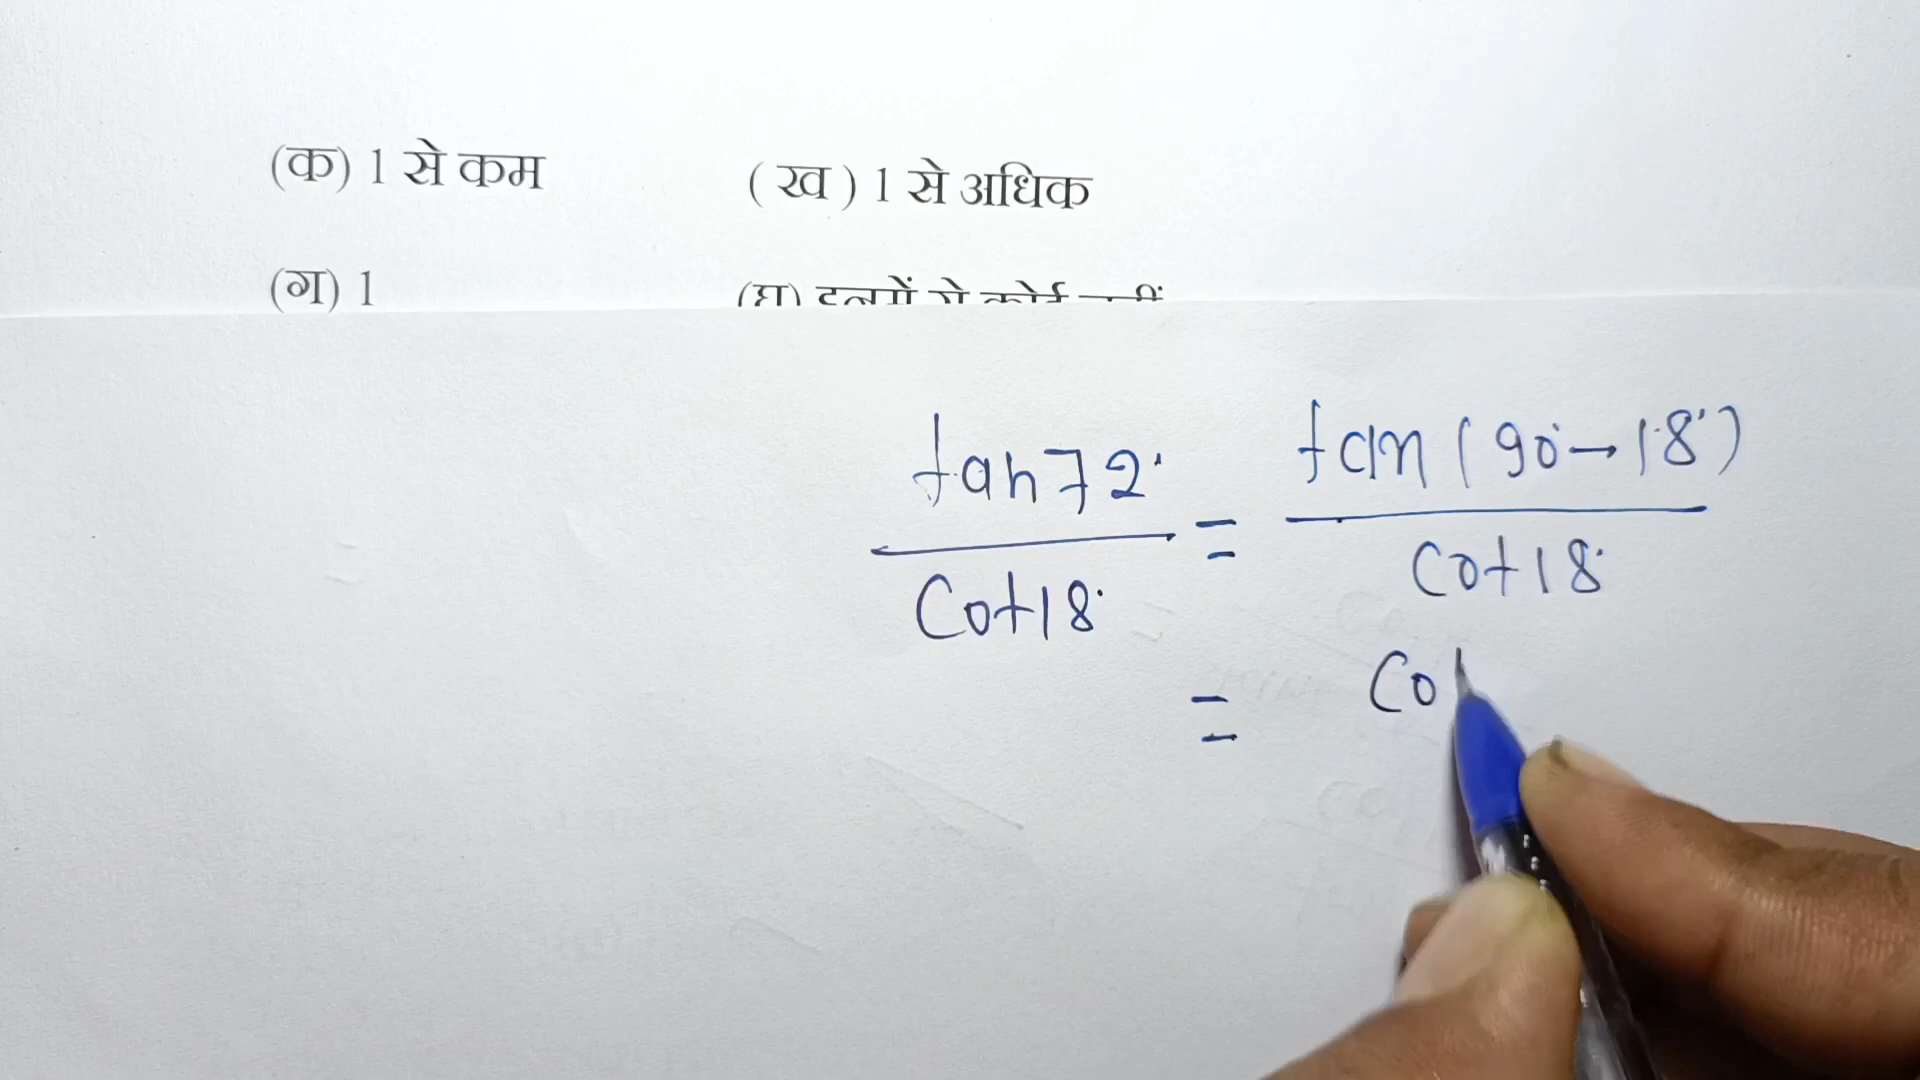 (क) 1 से कम ( ख ) 1 से अधिक
(ग) 1 (घ)
tan72° = tan(90°-18°)
Cot18° Cot18°
= Co